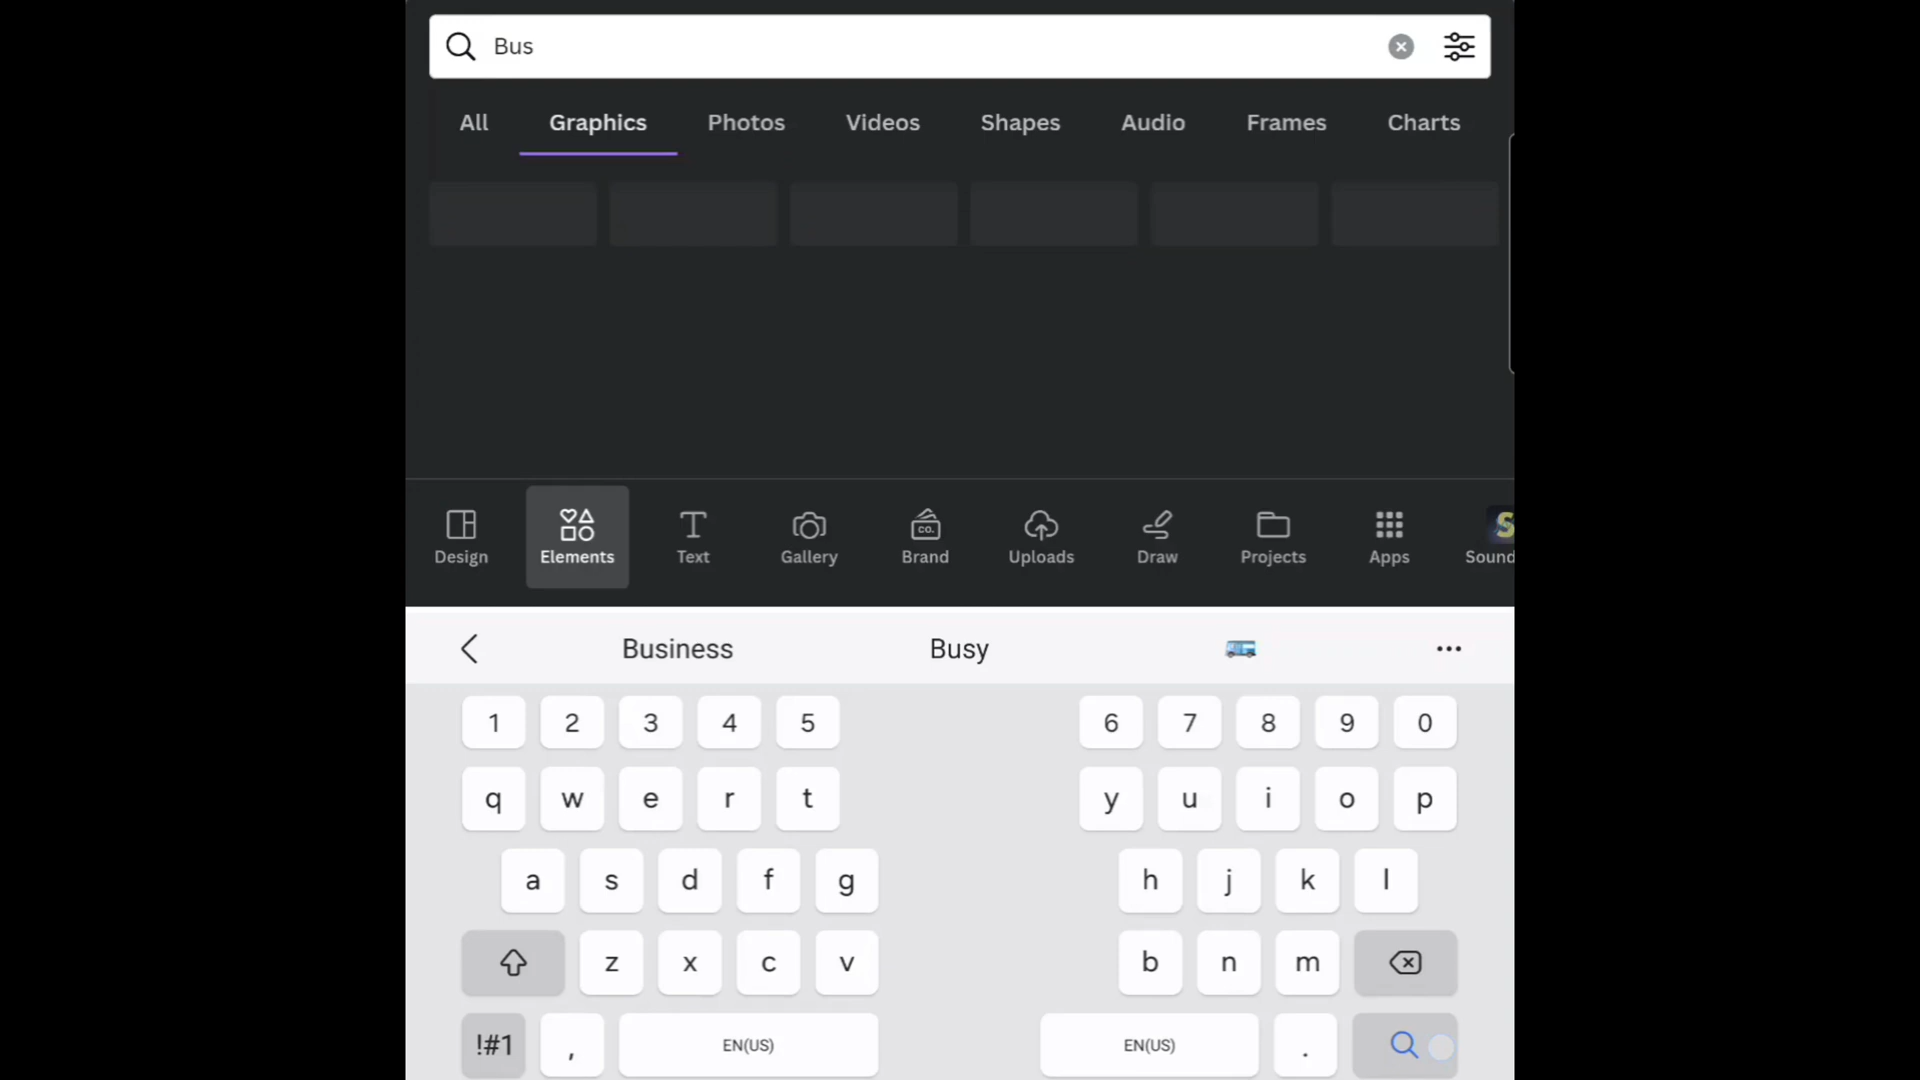 Bus
All Graphics Photos Videos Shapes Audio Frames Charts
CO.
Design Elements Text Gallery Brand Uploads Draw Projects Apps Sound
Business Busy
1 2 3 4 5 6 7 8 9 0
q w e r t y u i o p
a s d f g h j k l
z x c v b n m
!#1 , EN(US) EN(US) .